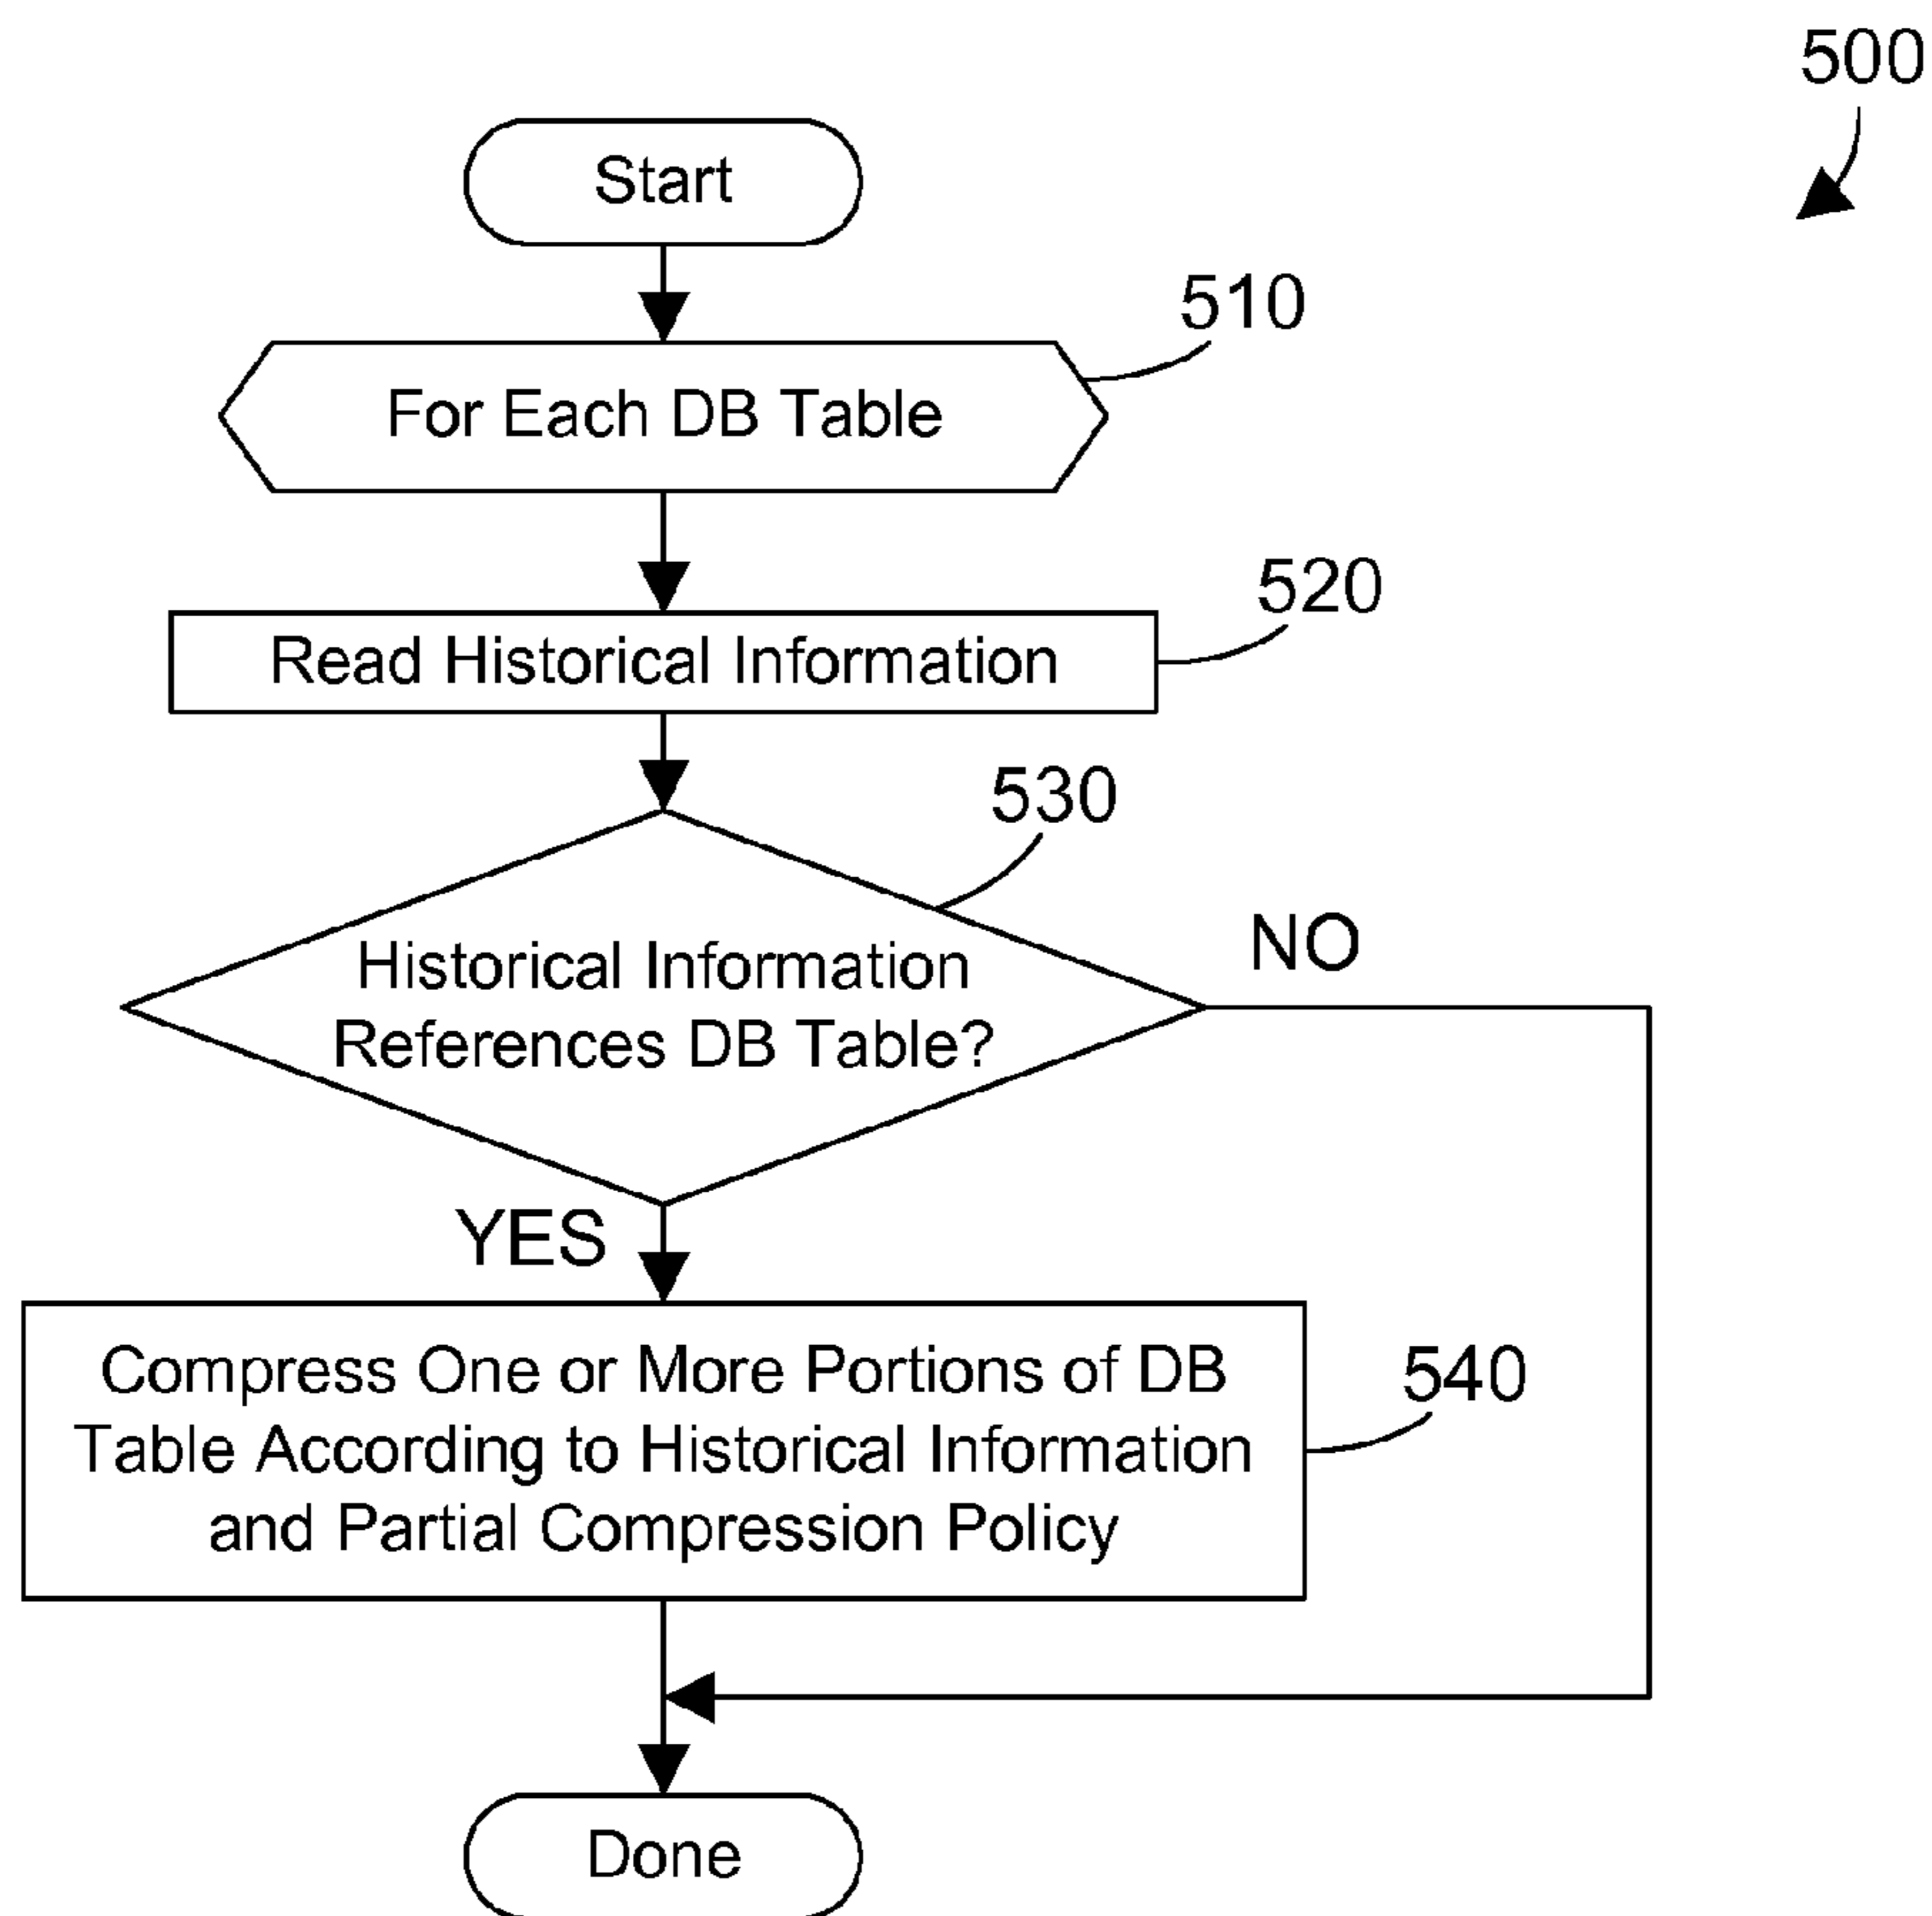 500
Start
510
For Each DB Table
520
Read Historical Information
530
Historical Information
References DB Table?
NO
YES
Compress One or More Portions of DB
Table According to Historical Information
and Partial Compression Policy
540
Done